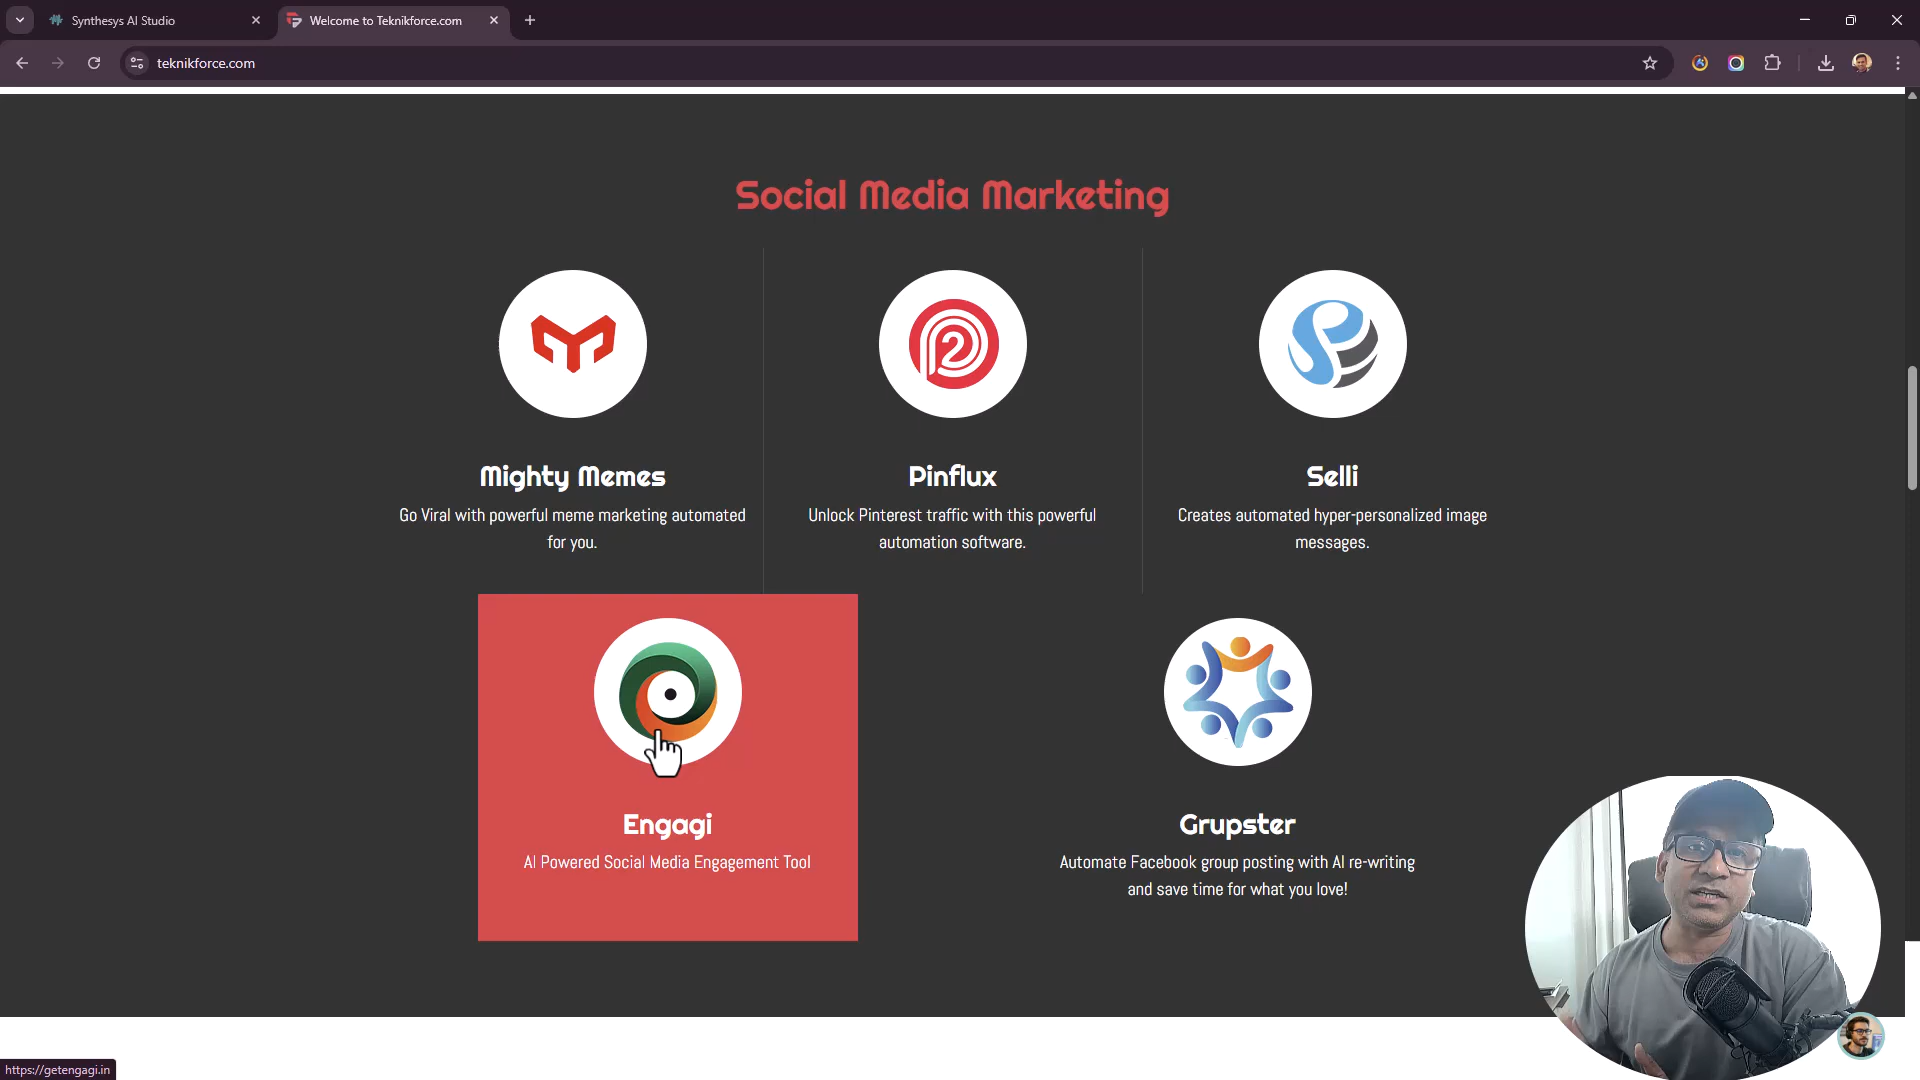 Synthesys AI Studio
Welcome to Teknikforce.com
teknikforce.com
Social Media Marketing
Mighty Memes
Go Viral with powerful meme marketing automated
for you.
Pinflux
Unlock Pinterest traffic with this powerful
automation software.
Selli
Creates automated hyper-personalized image
messages.
Engagi
AI Powered Social Media Engagement Tool
Grupster
Automate Facebook group posting with AI re-writing
and save time for what you love!
https://getengagi.in